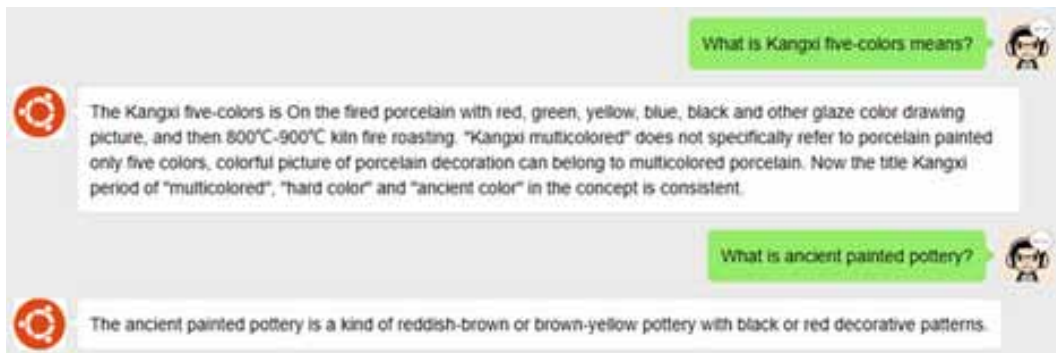 What is Kangxi five-colors means?
The Kangxi five-colors is On the fired porcelain with red, green, yellow, blue, black and other glaze color drawing
picture, and then 800℃-900℃ kiln fire roasting. "Kangxi multicolored" does not specifically refer to porcelain painted
only five colors, colorful picture of porcelain decoration can belong to multicolored porcelain. Now the title Kangxi
period of "multicolored", "hard color" and "ancient color" in the concept is consistent.
What is ancient painted pottery?
The ancient painted pottery is a kind of reddish-brown or brown-yellow pottery with black or red decorative patterns.